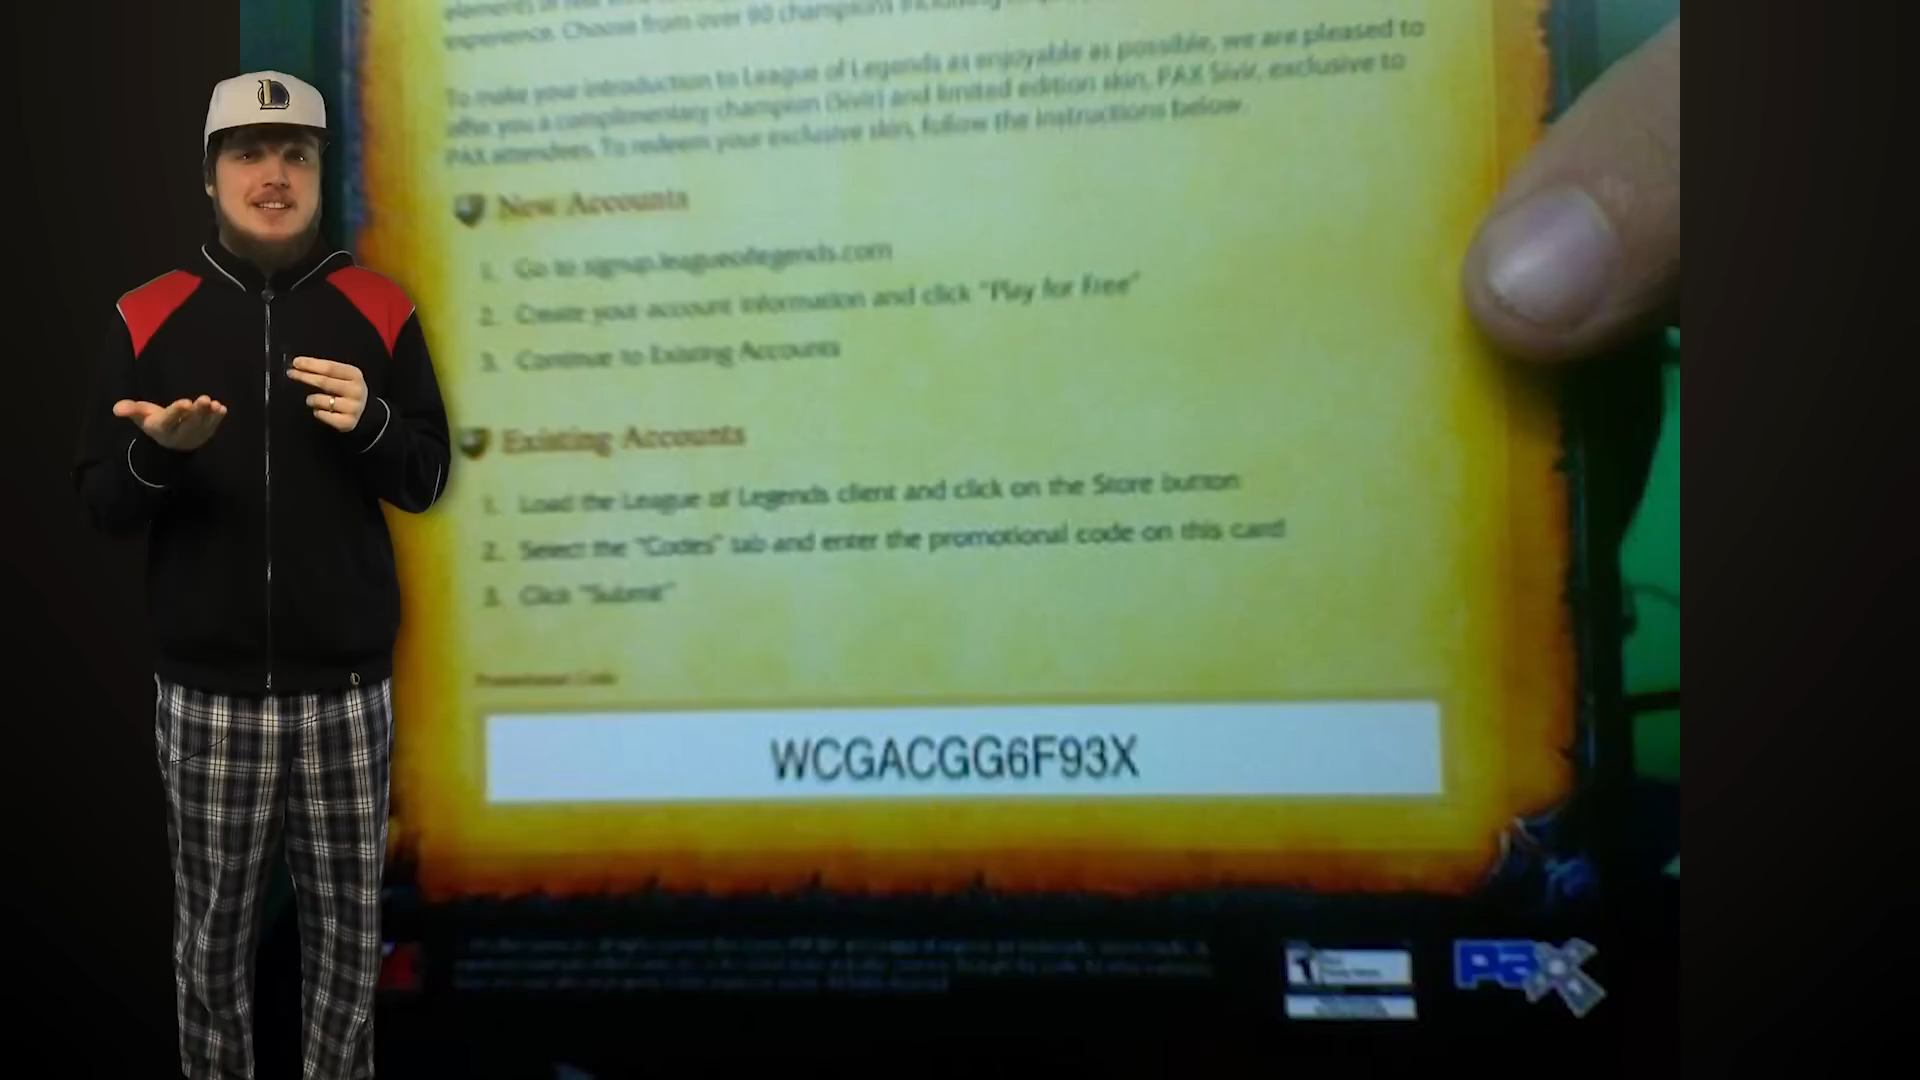 experience. Choose from over 90 champions including
To make your introduction to League of Legends as enjoyable as possible, we are pleased to
offer you a complimentary champion (Sivir) and limited edition skin, PAX Sivir, exclusive to
PAX attendees. To redeem your exclusive skin, follow the instructions below.
New Accounts
1. Go to signup.leagueoflegends.com
2. Create your account information and click "Play for Free"
3. Continue to Existing Accounts
Existing Accounts
1. Load the League of Legends client and click on the Store button
2. Select the "Codes" tab and enter the promotional code on this card
3. Click "Submit"
Promotional Code
WCGACGG6F93X
T
PAX